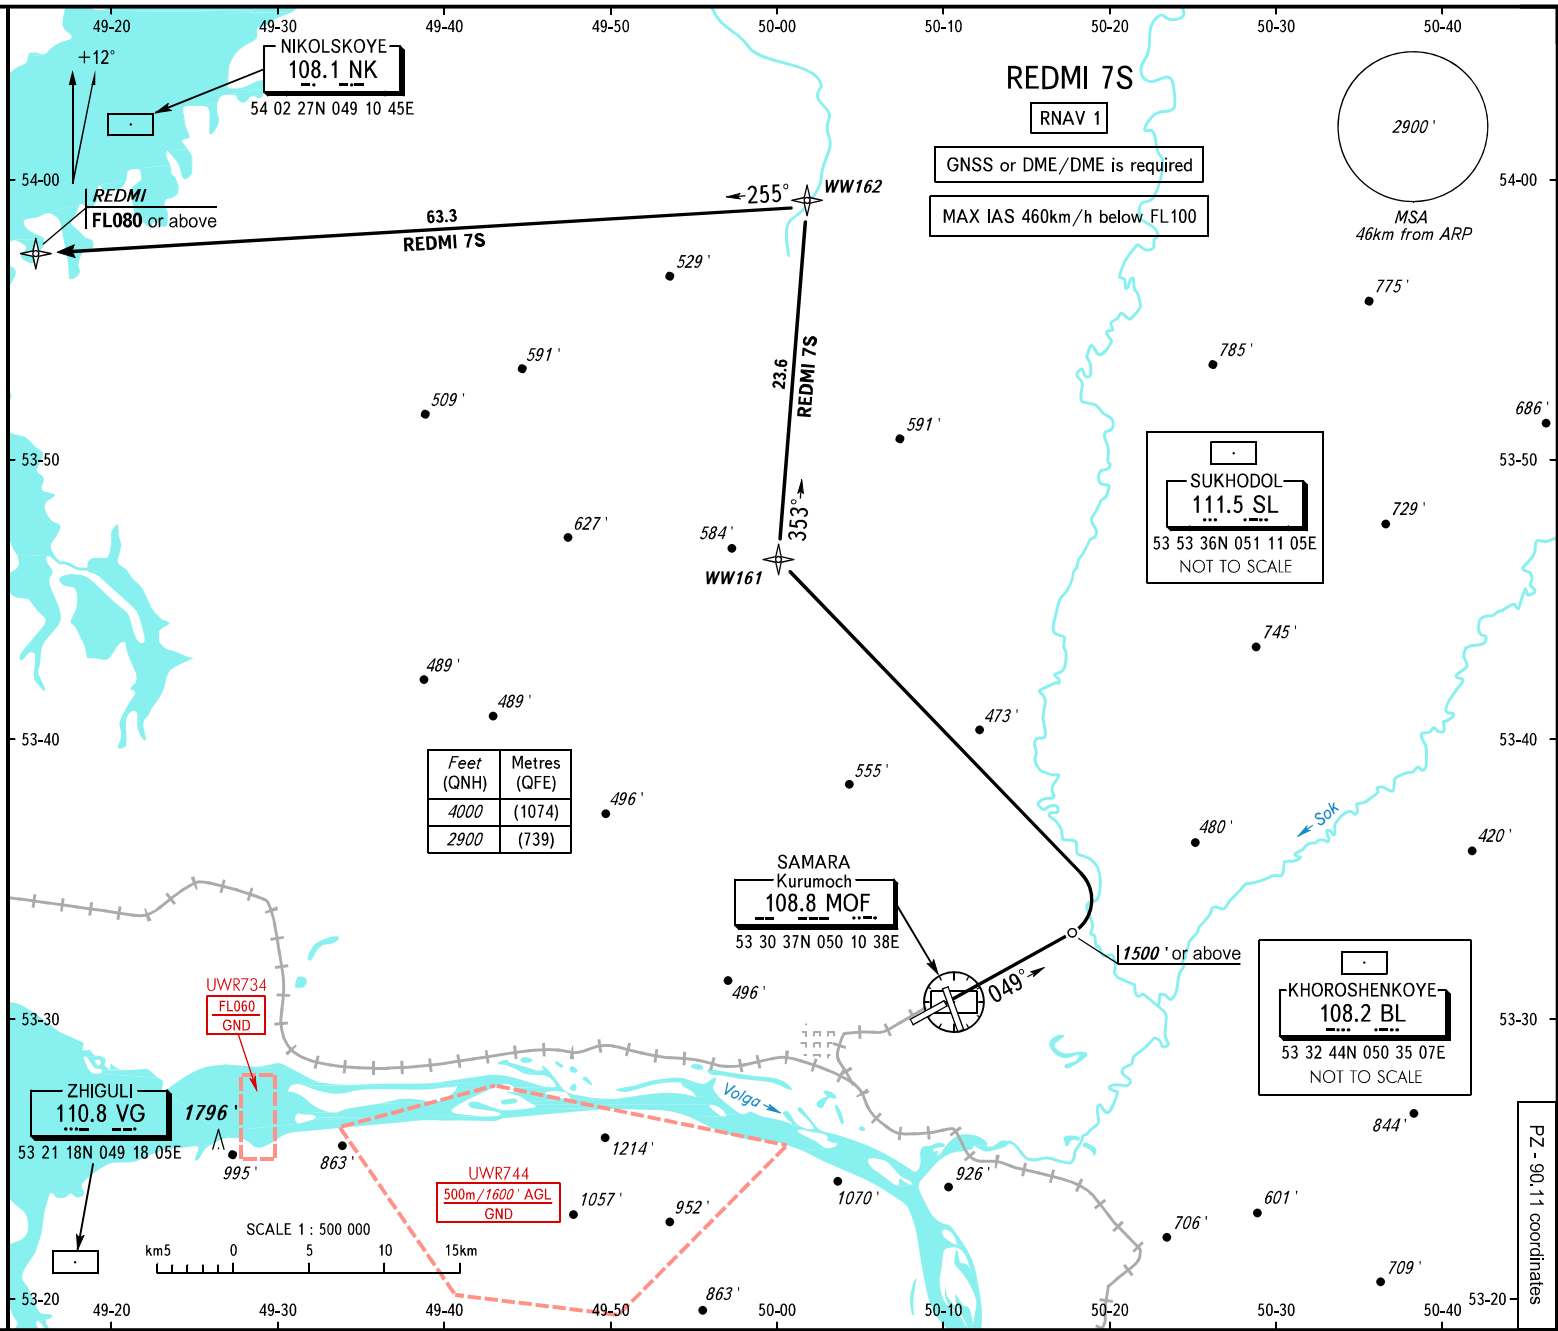 49-20
49-30
49-40
49-50
50-00
50-10
50-20
50-30
50-40
+12°
NIKOLSKOYE
108.1 NK
54 02 27N 049 10 45E
REDMI 7S
RNAV 1
GNSS or DME/DME is required
MAX IAS 460km/h below FL100
2900'
MSA
46km from ARP
54-00
54-00
REDMI
FL080 or above
255°
WW162
63.3
REDMI 7S
529'
775'
591'
785'
509'
23.6
REDMI 7S
591'
686'
53-50
53-50
SUKHODOL
111.5 SL
53 53 36N 051 11 05E
NOT TO SCALE
353°
627'
584'
729'
WW161
745'
489'
489'
473'
53-40
53-40
Feet
(QNH)
Metres
(QFE)
4000
(1074)
2900
(739)
555'
496'
Sok
480'
420'
SAMARA
Kurumoch
108.8 MOF
53 30 37N 050 10 38E
1500' or above
049°
496'
KHOROSHENKOYE
108.2 BL
53 32 44N 050 35 07E
NOT TO SCALE
UWR734
FL060
GND
53-30
53-30
ZHIGULI
110.8 VG
53 21 18N 049 18 05E
1796'
995'
863'
Volga
1214'
844'
UWR744
500m/1600' AGL
GND
1057'
952'
1070'
926'
601'
706'
709'
863'
SCALE 1 : 500 000
km5
0
5
10
15km
PZ - 90.11 coordinates
53-20
53-20
49-20
49-30
49-40
49-50
50-00
50-10
50-20
50-30
50-40